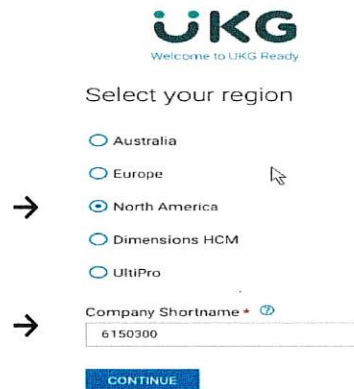 UKG
Welcome to UKG Ready
Select your region
Australia
Europe
North America
Dimensions HCM
UltiPro
Company Shortname *
6150300
CONTINUE